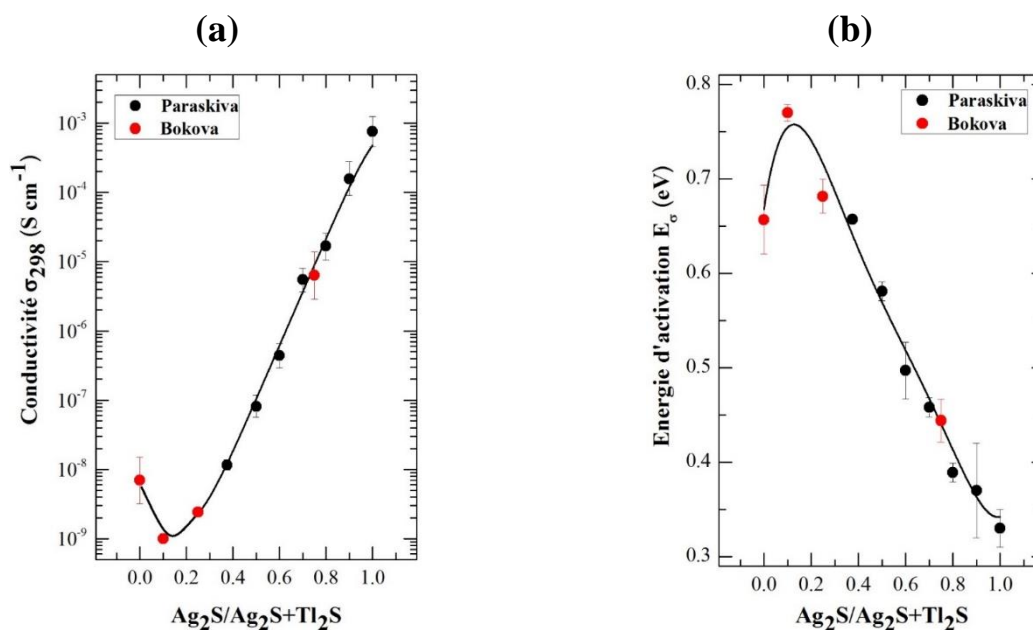 (a)
(b)
Conductivité σ298 (S cm-1)
10-3
10-4
10-5
10-6
10-7
10-8
10-9
Paraskiva
Bokova
0.0 0.2 0.4 0.6 0.8 1.0
Ag2S/Ag2S+Tl2S
Energie d'activation Eσ (eV)
0.8
0.7
0.6
0.5
0.4
0.3
Paraskiva
Bokova
0.0 0.2 0.4 0.6 0.8 1.0
Ag2S/Ag2S+Tl2S